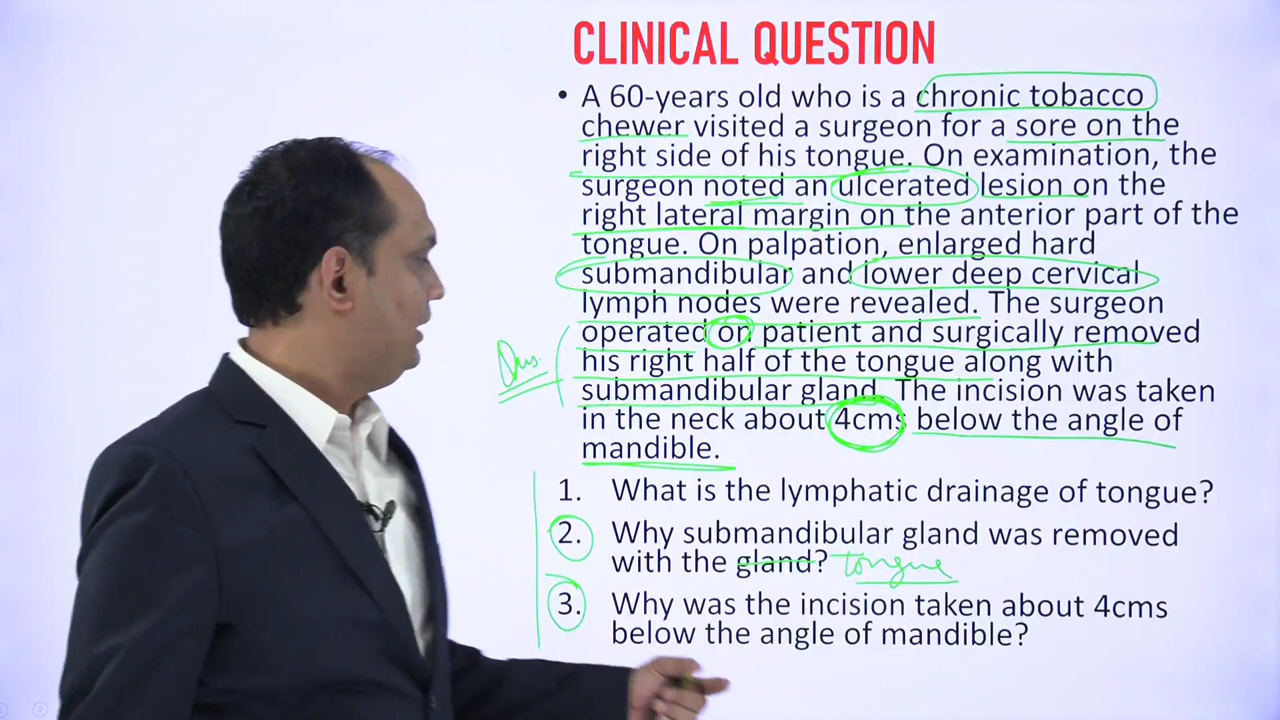 CLINICAL QUESTION
• A 60-years old who is a chronic tobacco
chewer visited a surgeon for a sore on the
right side of his tongue. On examination, the
surgeon noted an ulcerated lesion on the
right lateral margin on the anterior part of the
tongue. On palpation, enlarged hard
submandibular and lower deep cervical
lymph nodes were revealed. The surgeon
operated on patient and surgically removed
his right half of the tongue along with
submandibular gland. The incision was taken
in the neck about 4cms below the angle of
mandible.
1. What is the lymphatic drainage of tongue?
2. Why submandibular gland was removed
with the gland? tongue
3. Why was the incision taken about 4cms
below the angle of mandible?